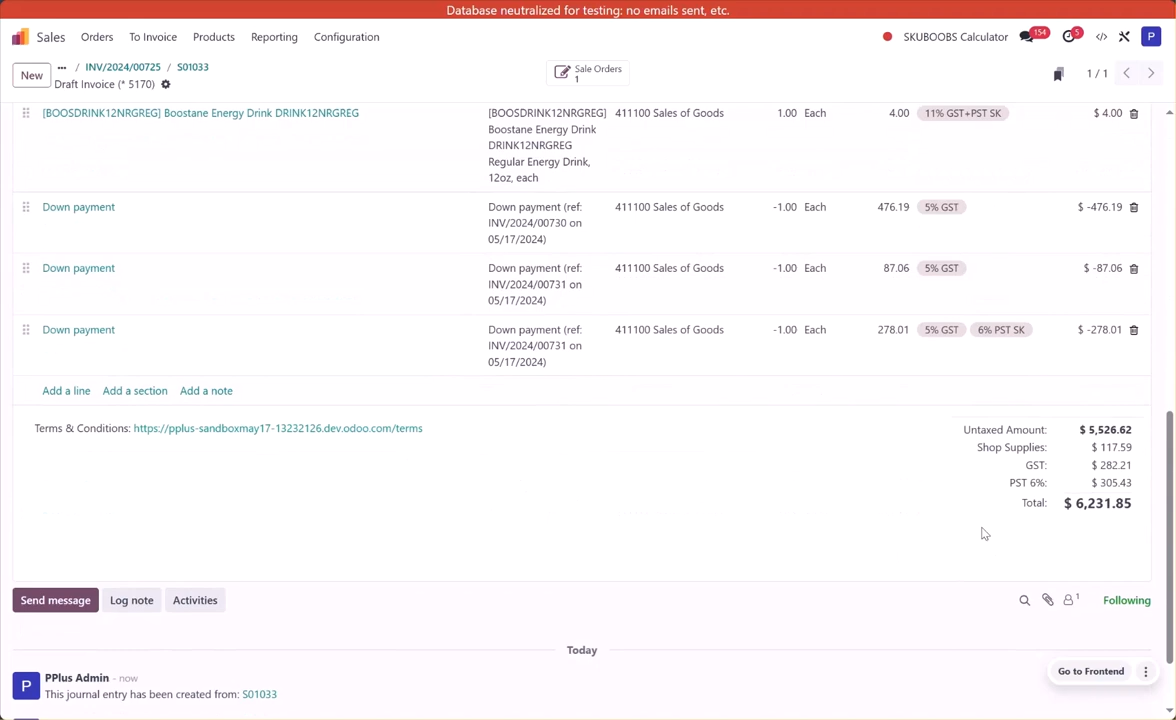 Database neutralized for testing: no emails sent, etc.
Sales Orders To Invoice Products Reporting Configuration SKUBOOBS Calculator 154 5 P
New ... / INV/2024/00725 / S01033
Draft Invoice (* 5170)
Sale Orders
1
1 / 1
[BOOSDRINK12NRGREG] Boostane Energy Drink DRINK12NRGREG [BOOSDRINK12NRGREG] 411100 Sales of Goods 1.00 Each 4.00 11% GST+PST SK $ 4.00
Boostane Energy Drink
DRINK12NRGREG
Regular Energy Drink,
12oz, each
Down payment Down payment (ref: 411100 Sales of Goods -1.00 Each 476.19 5% GST $ -476.19
INV/2024/00730 on
05/17/2024)
Down payment Down payment (ref: 411100 Sales of Goods -1.00 Each 87.06 5% GST $ -87.06
INV/2024/00731 on
05/17/2024)
Down payment Down payment (ref: 411100 Sales of Goods -1.00 Each 278.01 5% GST 6% PST SK $ -278.01
INV/2024/00731 on
05/17/2024)
Add a line Add a section Add a note
Terms & Conditions: https://pplus-sandboxmay17-13232126.dev.odoo.com/terms
Untaxed Amount: $ 5,526.62
Shop Supplies: $ 117.59
GST: $ 282.21
PST 6%: $ 305.43
Total: $ 6,231.85
Send message Log note Activities 1 Following
Today
Go to Frontend
P PPlus Admin - now
This journal entry has been created from: S01033